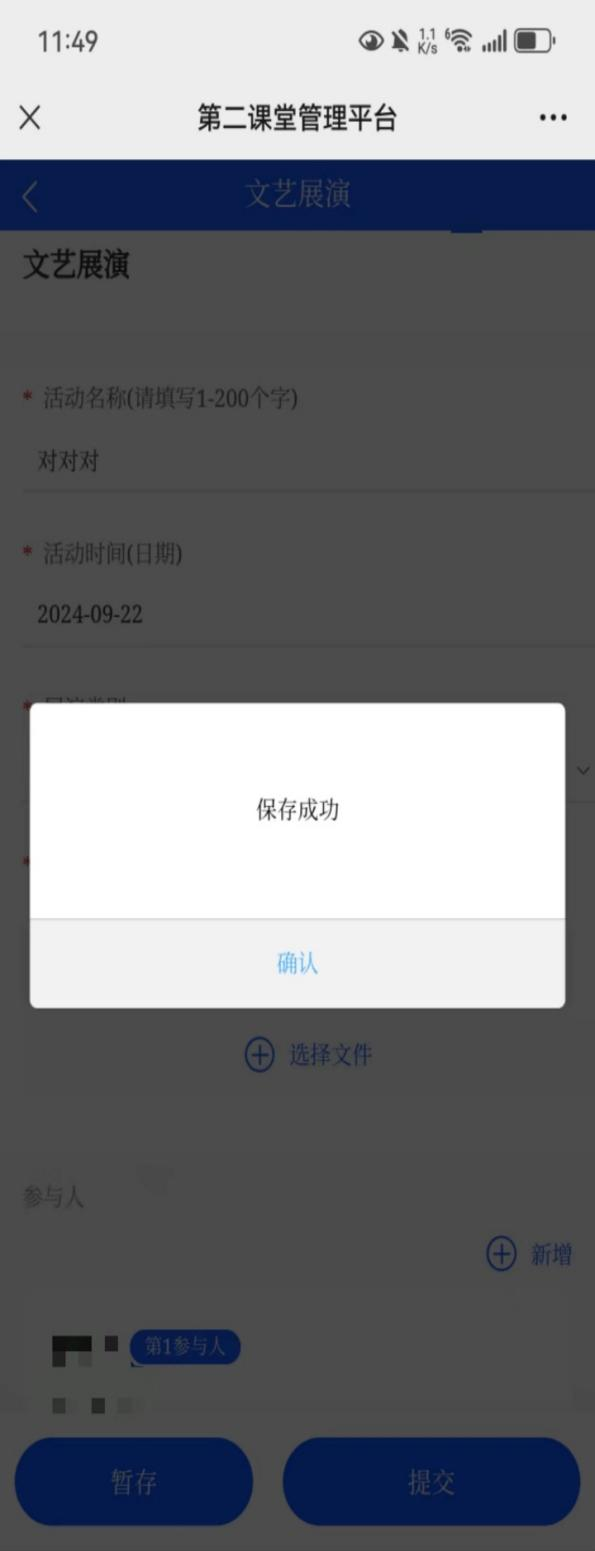 11:49
1.1 K/s
6
第二课堂管理平台
文艺展演
文艺展演
* 活动名称(请填写1-200个字)
对对对
* 活动时间(日期)
2024-09-22
*
保存成功
*
确认
选择文件
参与人
新增
第1参与人
暂存
提交